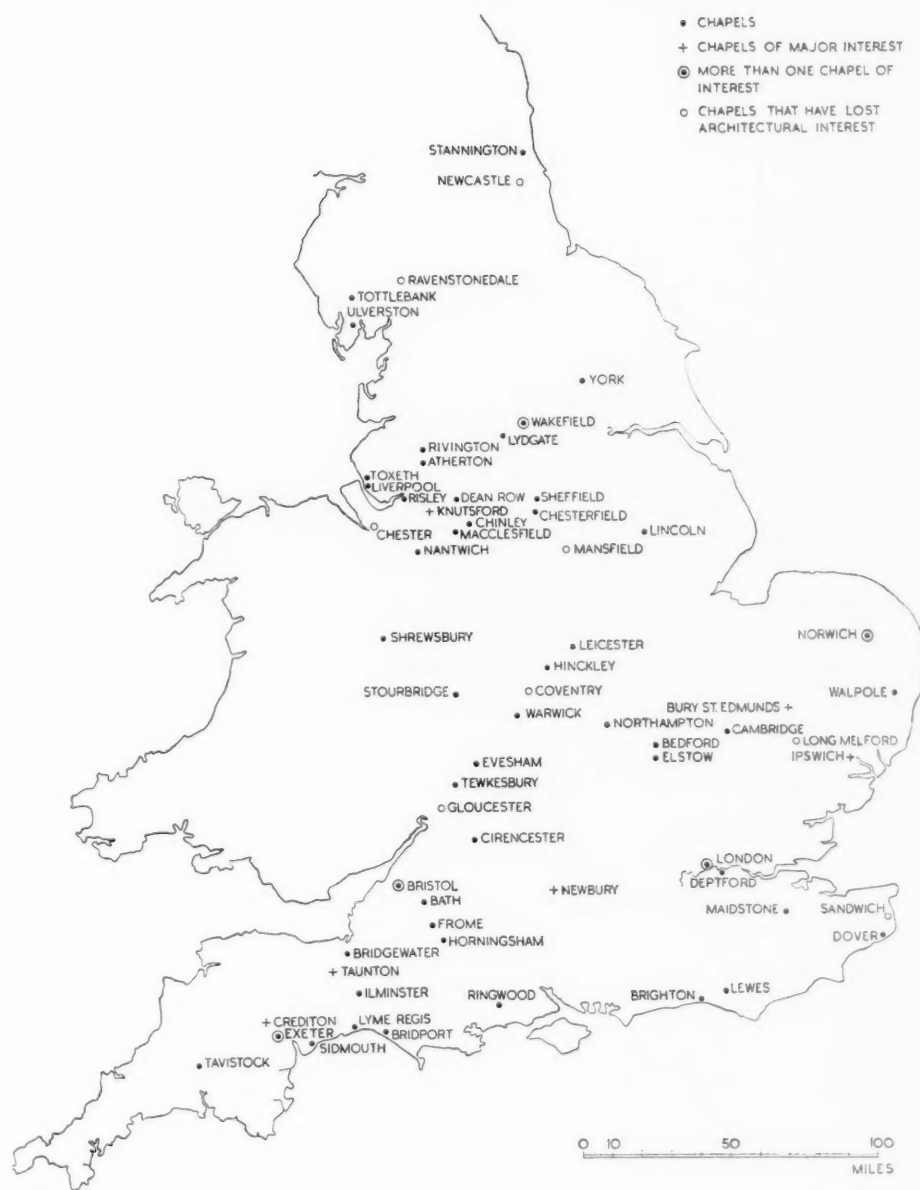 CHAPELS
CHAPELS OF MAJOR INTEREST
MORE THAN ONE CHAPEL OF
INTEREST
CHAPELS THAT HAVE LOST
ARCHITECTURAL INTEREST
STANNINGTON
NEWCASTLE
RAVENSTONEDALE
TOTTLEBANK
ULVERSTON
YORK
WAKEFIELD
LYDGATE
RIVINGTON
ATHERTON
TOXETH
LIVERPOOL
RISLEY
DEAN ROW
SHEFFIELD
KNUTSFORD
CHESTERFIELD
CHINLEY
CHESTER
MACCLESFIELD
LINCOLN
NANTWICH
MANSFIELD
SHREWSBURY
LEICESTER
NORWICH
HINCKLEY
STOURBRIDGE
COVENTRY
WALPOLE
BURY ST. EDMUNDS
WARWICK
NORTHAMPTON
CAMBRIDGE
LONG MELFORD
BEDFORD
ELSTOW
IPSWICH
EVESHAM
TEWKESBURY
GLOUCESTER
CIRENCESTER
LONDON
DEPTFORD
BRISTOL
NEWBURY
BATH
MAIDSTONE
SANDWICH
FROME
DOVER
HORNINGSHAM
BRIDGEWATER
TAUNTON
ILMINSTER
RINGWOOD
BRIGHTON
LEWES
CREDITON
LYME REGIS
EXETER
BRIDPORT
SIDMOUTH
TAVISTOCK
0 10 50 100
MILES